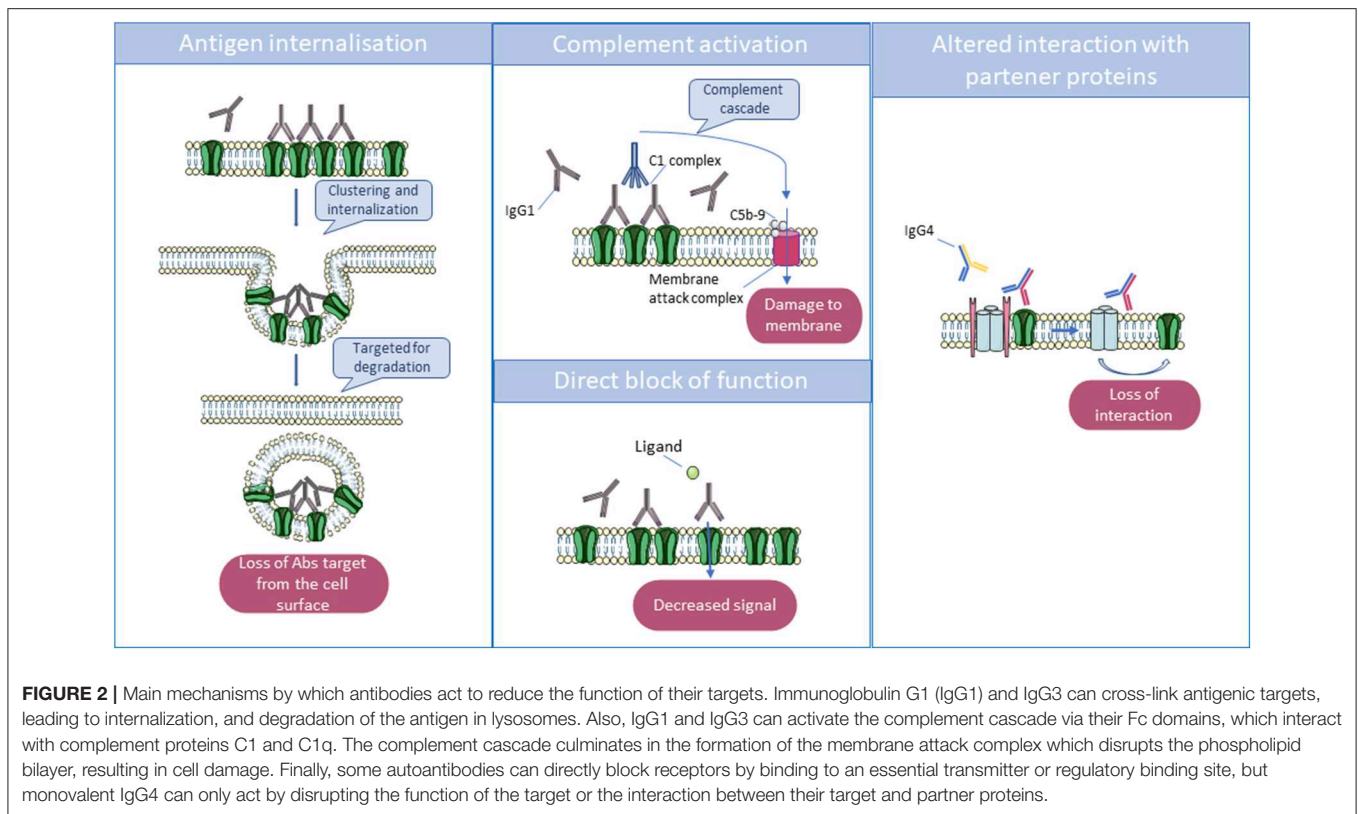 Antigen internalisation
Clustering and
internalization
Targeted for
degradation
Loss of Abs target
from the cell
surface
Complement activation
Complement
cascade
C1 complex
IgG1
C5b-9
Membrane
attack complex
Damage to
membrane
Direct block of function
Ligand
Decreased signal
Altered interaction with
partener proteins
IgG4
Loss of
interaction
FIGURE 2 | Main mechanisms by which antibodies act to reduce the function of their targets. Immunoglobulin G1 (IgG1) and IgG3 can cross-link antigenic targets,
leading to internalization, and degradation of the antigen in lysosomes. Also, IgG1 and IgG3 can activate the complement cascade via their Fc domains, which interact
with complement proteins C1 and C1q. The complement cascade culminates in the formation of the membrane attack complex which disrupts the phospholipid
bilayer, resulting in cell damage. Finally, some autoantibodies can directly block receptors by binding to an essential transmitter or regulatory binding site, but
monovalent IgG4 can only act by disrupting the function of the target or the interaction between their target and partner proteins.